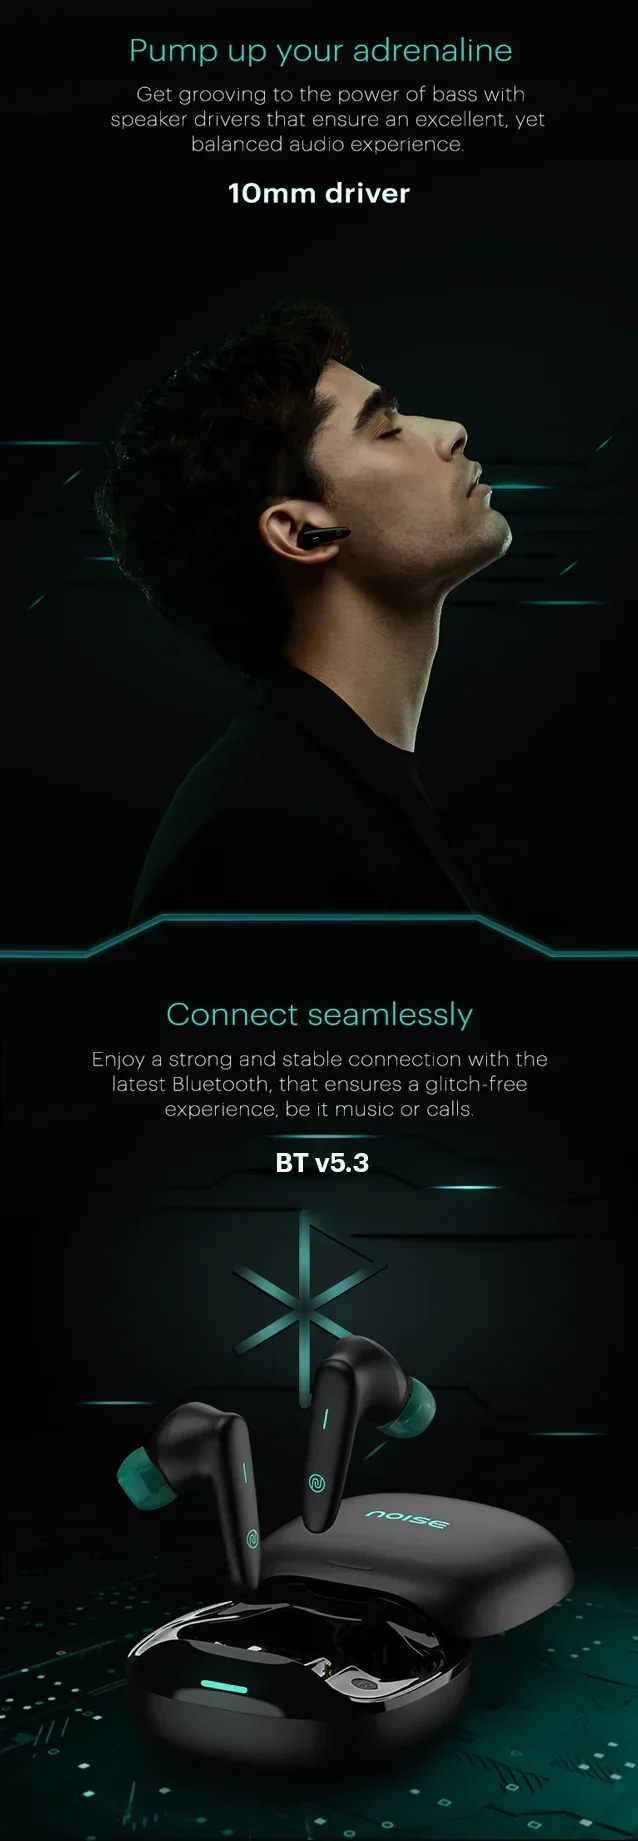 Pump up your adrenaline
Get grooving to the power of bass with
speaker drivers that ensure an excellent, yet
balanced audio experience.
10mm driver
Connect seamlessly
Enjoy a strong and stable connection with the
latest Bluetooth, that ensures a glitch-free
experience, be it music or calls.
BT v5.3
noise